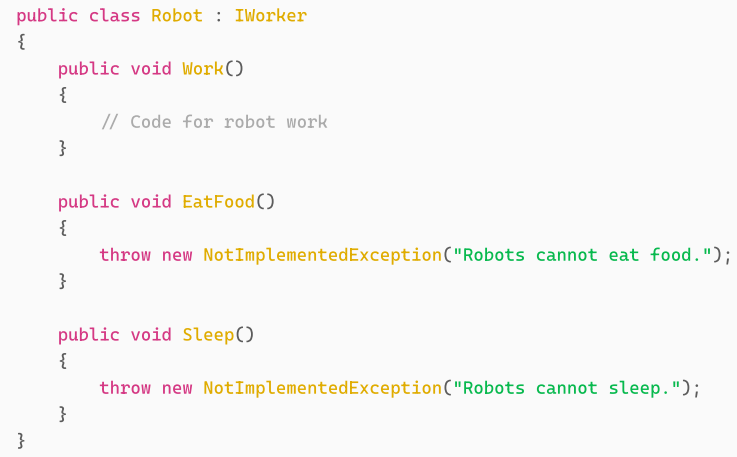 public class Robot : IWorker
{
    public void Work()
    {
        // Code for robot work
    }

    public void EatFood()
    {
        throw new NotImplementedException("Robots cannot eat food.");
    }

    public void Sleep()
    {
        throw new NotImplementedException("Robots cannot sleep.");
    }
}